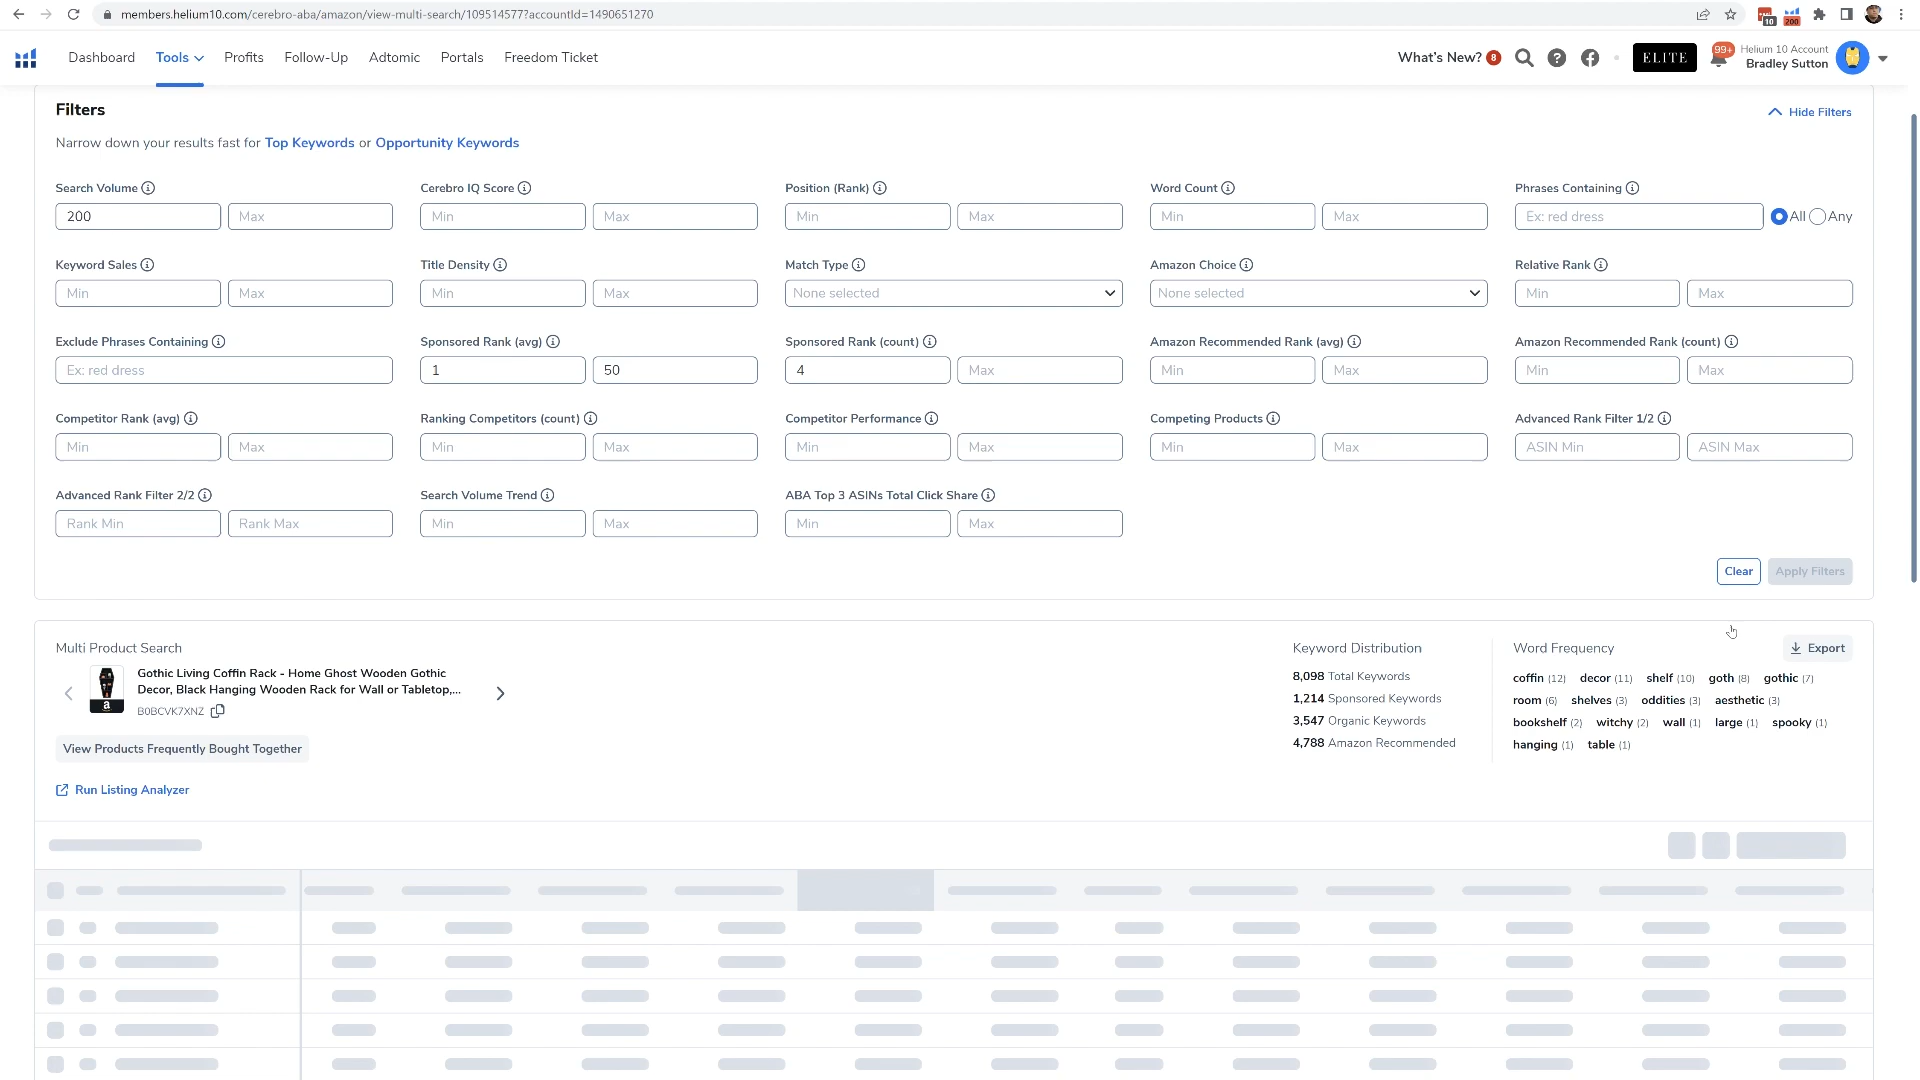 members.helium10.com/cerebro-aba/amazon/view-multi-search/109514577?accountId=1490651270
10
200
Dashboard
Tools
Profits
Follow-Up
Adtomic
Portals
Freedom Ticket
What's New? 8
ELITE
99+
Helium 10 Account
Bradley Sutton
Filters
Hide Filters
Narrow down your results fast for Top Keywords or Opportunity Keywords
Search Volume
Cerebro IQ Score
Position (Rank)
Word Count
Phrases Containing
200
Max
Min
Max
Min
Max
Min
Max
Ex: red dress
All
Any
Keyword Sales
Title Density
Match Type
Amazon Choice
Relative Rank
Min
Max
Min
Max
None selected
None selected
Min
Max
Exclude Phrases Containing
Sponsored Rank (avg)
Sponsored Rank (count)
Amazon Recommended Rank (avg)
Amazon Recommended Rank (count)
Ex: red dress
1
50
4
Max
Min
Max
Min
Max
Competitor Rank (avg)
Ranking Competitors (count)
Competitor Performance
Competing Products
Advanced Rank Filter 1/2
Min
Max
Min
Max
Min
Max
Min
Max
ASIN Min
ASIN Max
Advanced Rank Filter 2/2
Search Volume Trend
ABA Top 3 ASINs Total Click Share
Rank Min
Rank Max
Min
Max
Min
Max
Clear
Apply Filters
Multi Product Search
Gothic Living Coffin Rack - Home Ghost Wooden Gothic
Decor, Black Hanging Wooden Rack for Wall or Tabletop,...
B0BCVK7XNZ
a
View Products Frequently Bought Together
Run Listing Analyzer
Keyword Distribution
8,098 Total Keywords
1,214 Sponsored Keywords
3,547 Organic Keywords
4,788 Amazon Recommended
Word Frequency
Export
coffin (12) decor (11) shelf (10) goth (8) gothic (7)
room (6) shelves (3) oddities (3) aesthetic (3)
bookshelf (2) witchy (2) wall (1) large (1) spooky (1)
hanging (1) table (1)